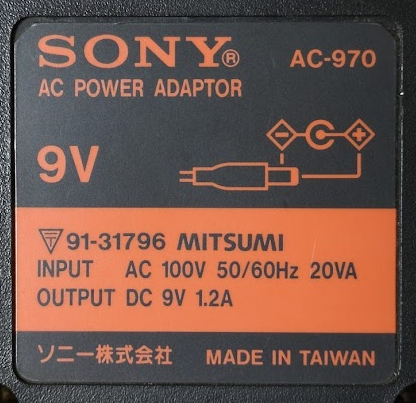 SONY® AC-970
AC POWER ADAPTOR
9V
91-31796 MITSUMI
INPUT AC 100V 50/60Hz 20VA
OUTPUT DC 9V 1.2A
ソニー株式会社 MADE IN TAIWAN